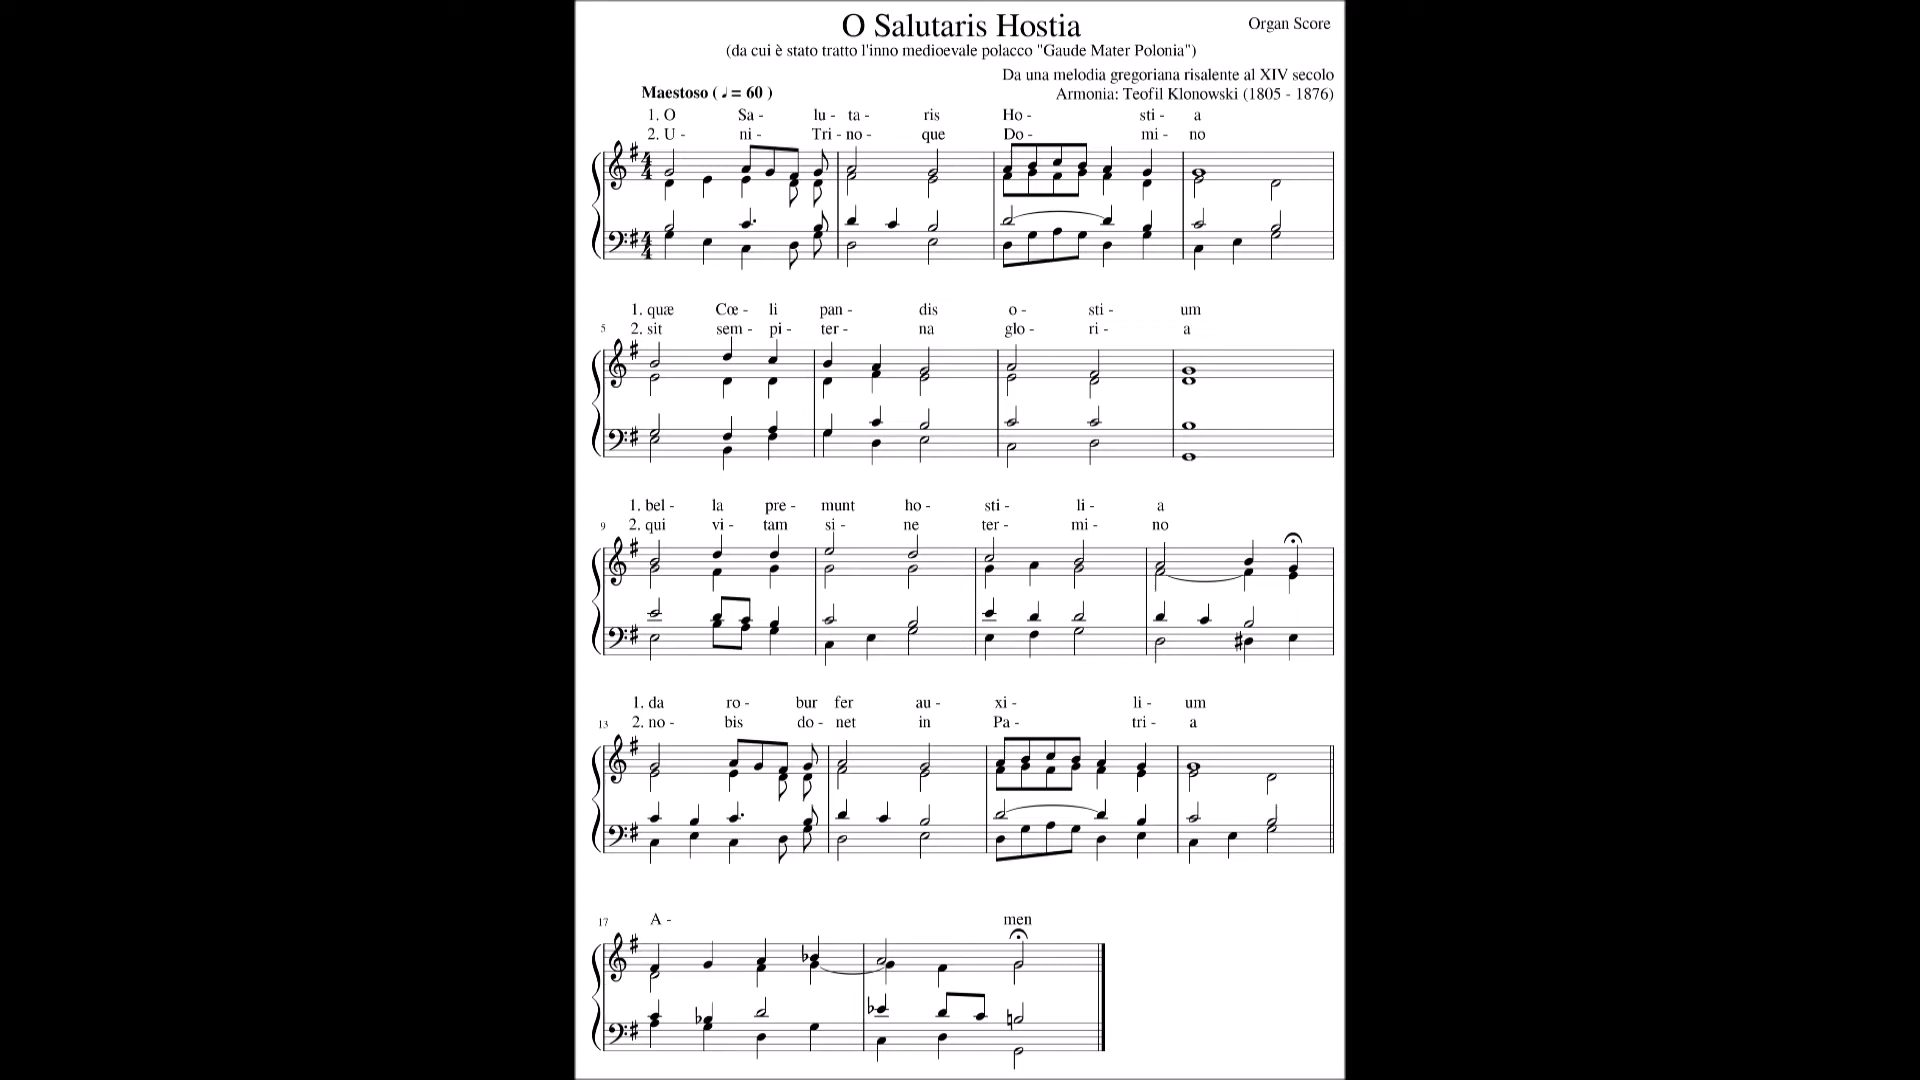 O Salutaris Hostia
Organ Score
(da cui è stato tratto l'inno medioevale polacco "Gaude Mater Polonia")
Da una melodia gregoriana risalente al XIV secolo
Maestoso ( ♩ = 60 )
Armonia: Teofil Klonowski (1805 - 1876)
1. O Sa - lu - ta - ris Ho - sti - a
2. U - ni - Tri - no - que Do - mi - no
4
4
4
4
1. quæ Cœ - li pan - dis o - sti - um
5 2. sit sem - pi - ter - na glo - ri - a
1. bel - la pre - munt ho - sti - li - a
9 2. qui vi - tam si - ne ter - mi - no
1. da ro - bur fer au - xi - li - um
13 2. no - bis do - net in Pa - tri - a
17 A - men